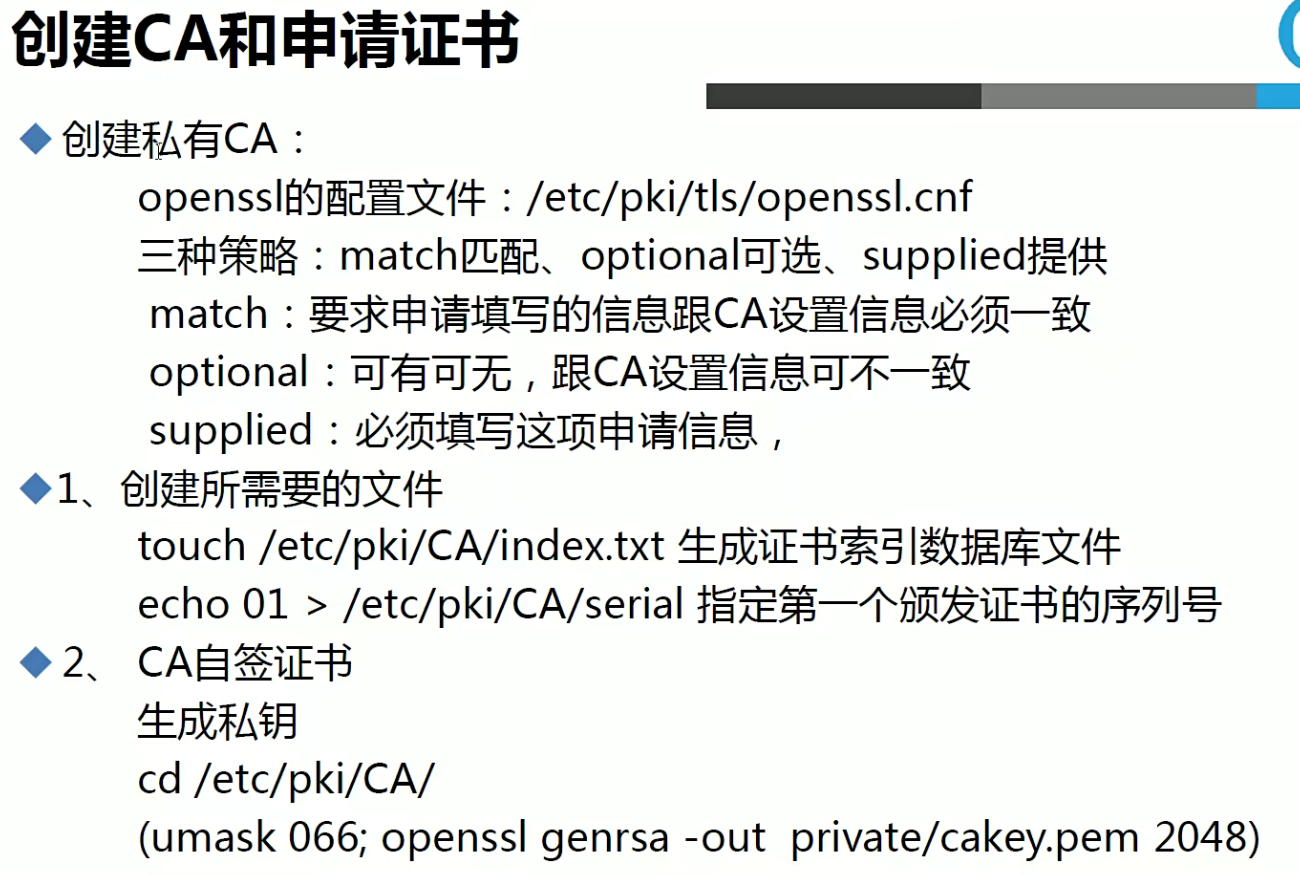 创建CA和申请证书
创建私有CA：
openssl的配置文件：/etc/pki/tls/openssl.cnf
三种策略：match匹配、optional可选、supplied提供
match：要求申请填写的信息跟CA设置信息必须一致
optional：可有可无，跟CA设置信息可不一致
supplied：必须填写这项申请信息，
1、创建所需要的文件
touch /etc/pki/CA/index.txt 生成证书索引数据库文件
echo 01 > /etc/pki/CA/serial 指定第一个颁发证书的序列号
2、 CA自签证书
生成私钥
cd /etc/pki/CA/
(umask 066; openssl genrsa -out private/cakey.pem 2048)